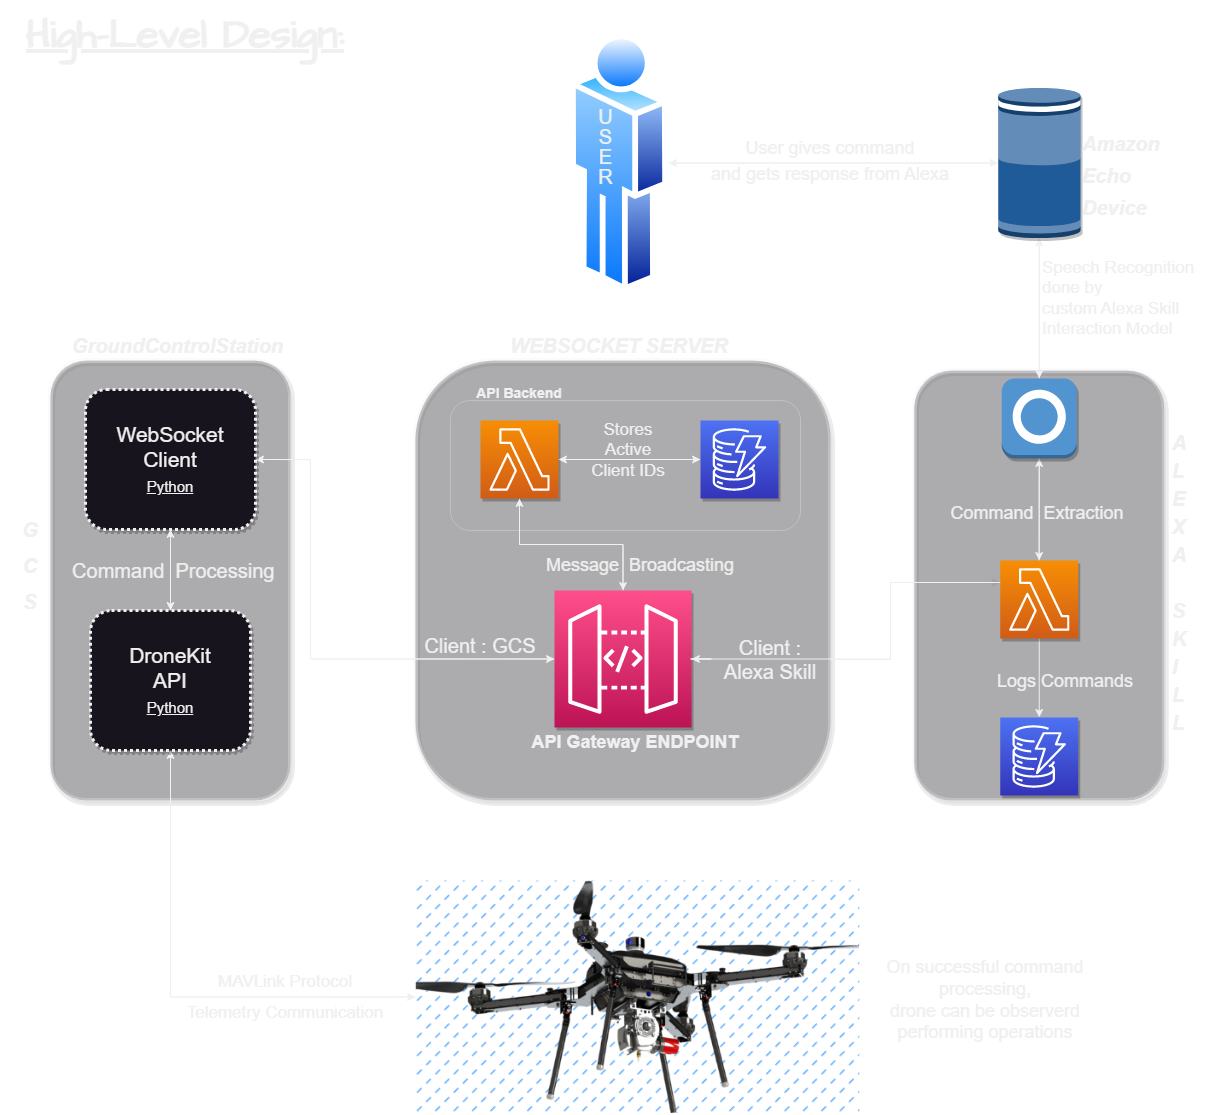 High-Level Design:
U
S
E
R
User gives command
and gets response from Alexa
Amazon
Echo
Device
Speech Recognition
done by
custom Alexa Skill
Interaction Model
GroundControlStation
WebSocket
Client
Python
Command Processing
DroneKit
API
Python
G
C
S
WEBSOCKET SERVER
API Backend
Stores
Active
Client IDs
Message Broadcasting
Client : GCS
Client :
Alexa Skill
API Gateway ENDPOINT
Command Extraction
Logs Commands
A
L
E
X
A
S
K
I
L
L
MAVLink Protocol
Telemetry Communication
On successful command
processing,
drone can be observerd
performing operations